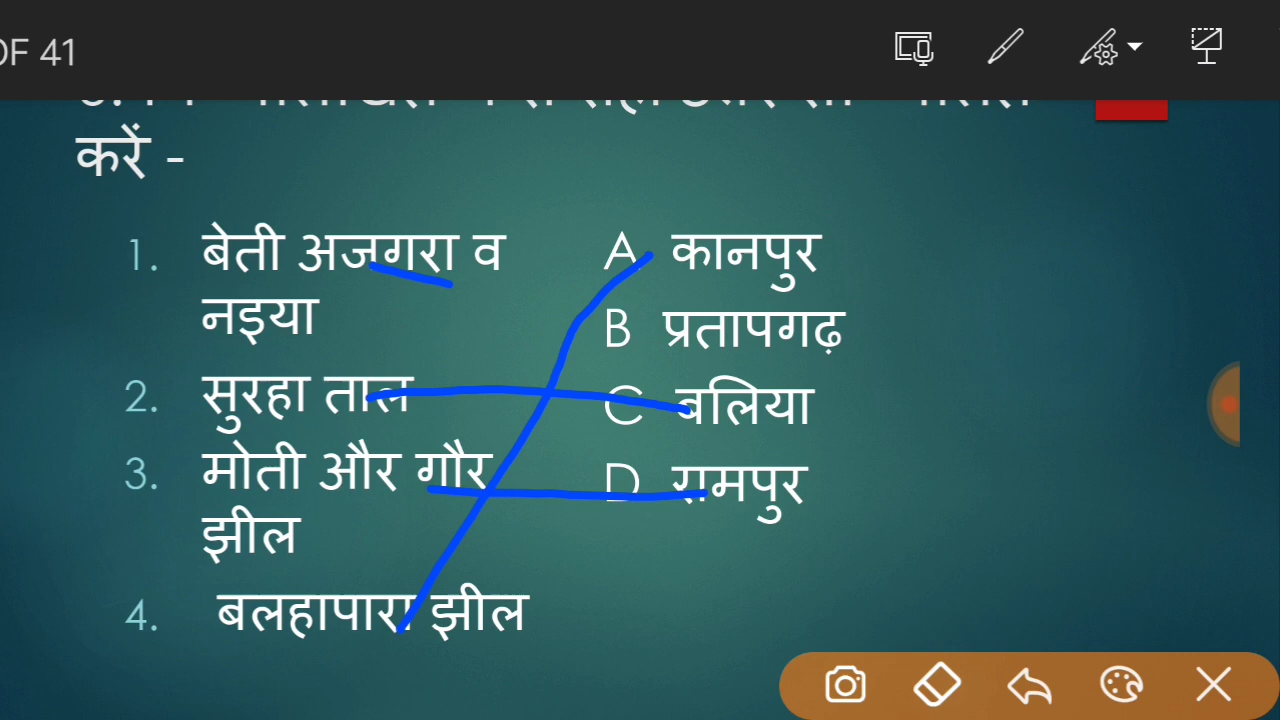 OF 41
करें -
1. बेती अजगरा व
नइया
2. सुरहा ताल
3. मोती और गौर
झील
4. बलहापारा झील
A. कानपुर
B प्रतापगढ़
C बलिया
D रामपुर